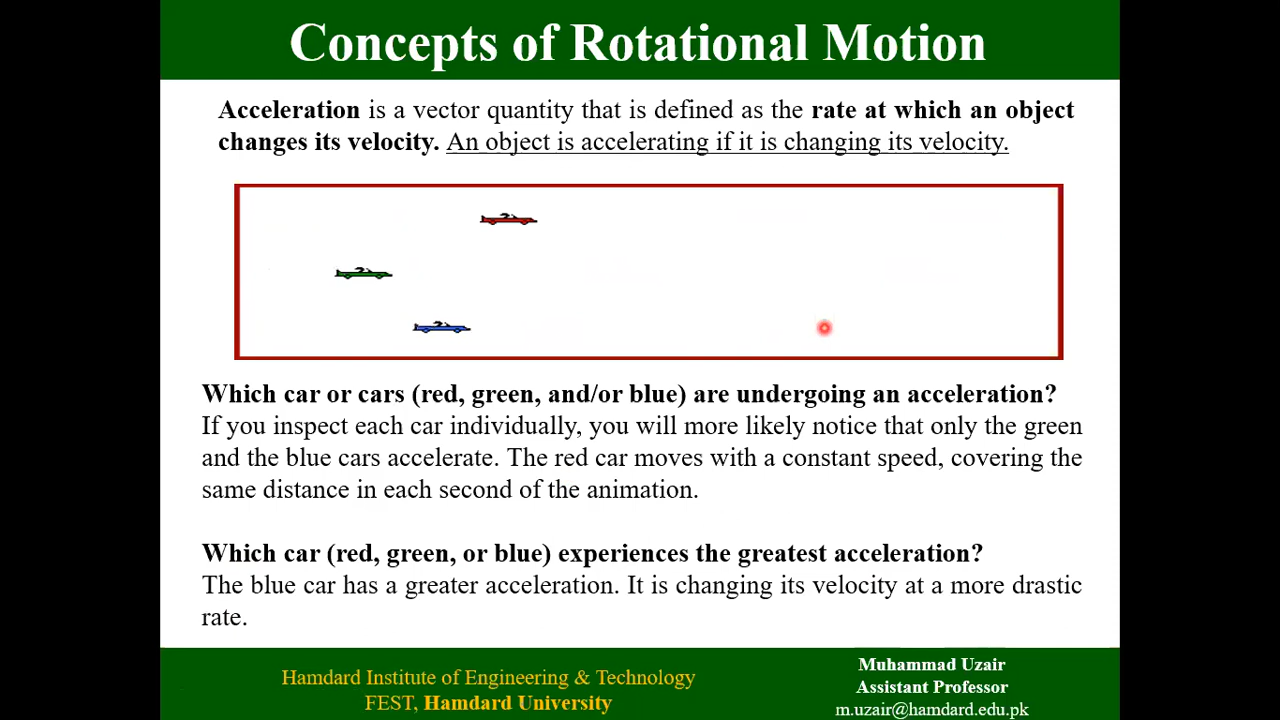 Concepts of Rotational Motion
Acceleration is a vector quantity that is defined as the rate at which an object
changes its velocity. An object is accelerating if it is changing its velocity.
Which car or cars (red, green, and/or blue) are undergoing an acceleration?
If you inspect each car individually, you will more likely notice that only the green
and the blue cars accelerate. The red car moves with a constant speed, covering the
same distance in each second of the animation.
Which car (red, green, or blue) experiences the greatest acceleration?
The blue car has a greater acceleration. It is changing its velocity at a more drastic
rate.
Hamdard Institute of Engineering & Technology
FEST, Hamdard University
Muhammad Uzair
Assistant Professor
m.uzair@hamdard.edu.pk